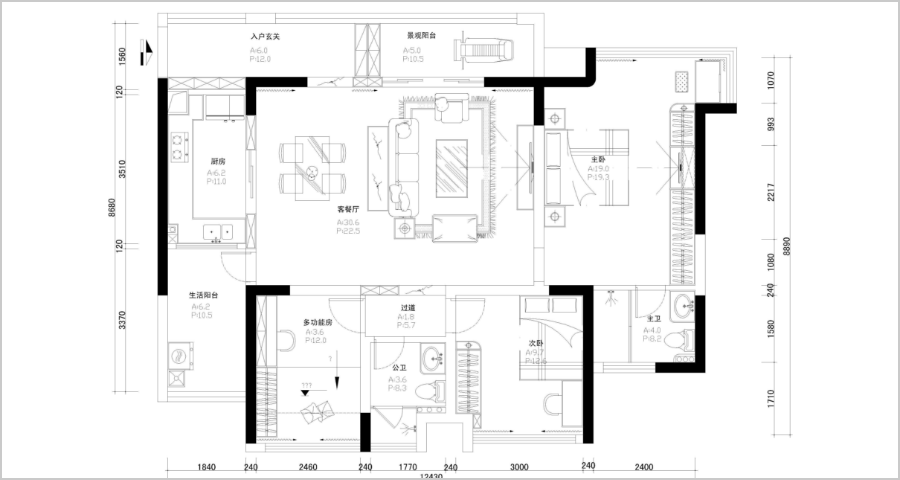 入户玄关
A:6.0
P:12.0
景观阳台
A:5.0
P:10.5
厨房
A:6.2
P:11.0
客餐厅
A:36.6
P:22.5
主卧
A:19.0
P:19.3
生活阳台
A:6.2
P:10.5
多功能房
A:3.6
P:12.0
过道
A:1.8
P:5.7
公卫
A:3.6
P:8.3
次卧
A:9.7
P:12.6
主卫
A:4.0
P:8.2
?
???
1560
120
3510
120
3370
8680
1070
993
2217
1080
240
1580
1710
8890
1840
240
2460
240
1770
240
3000
240
2400
12430